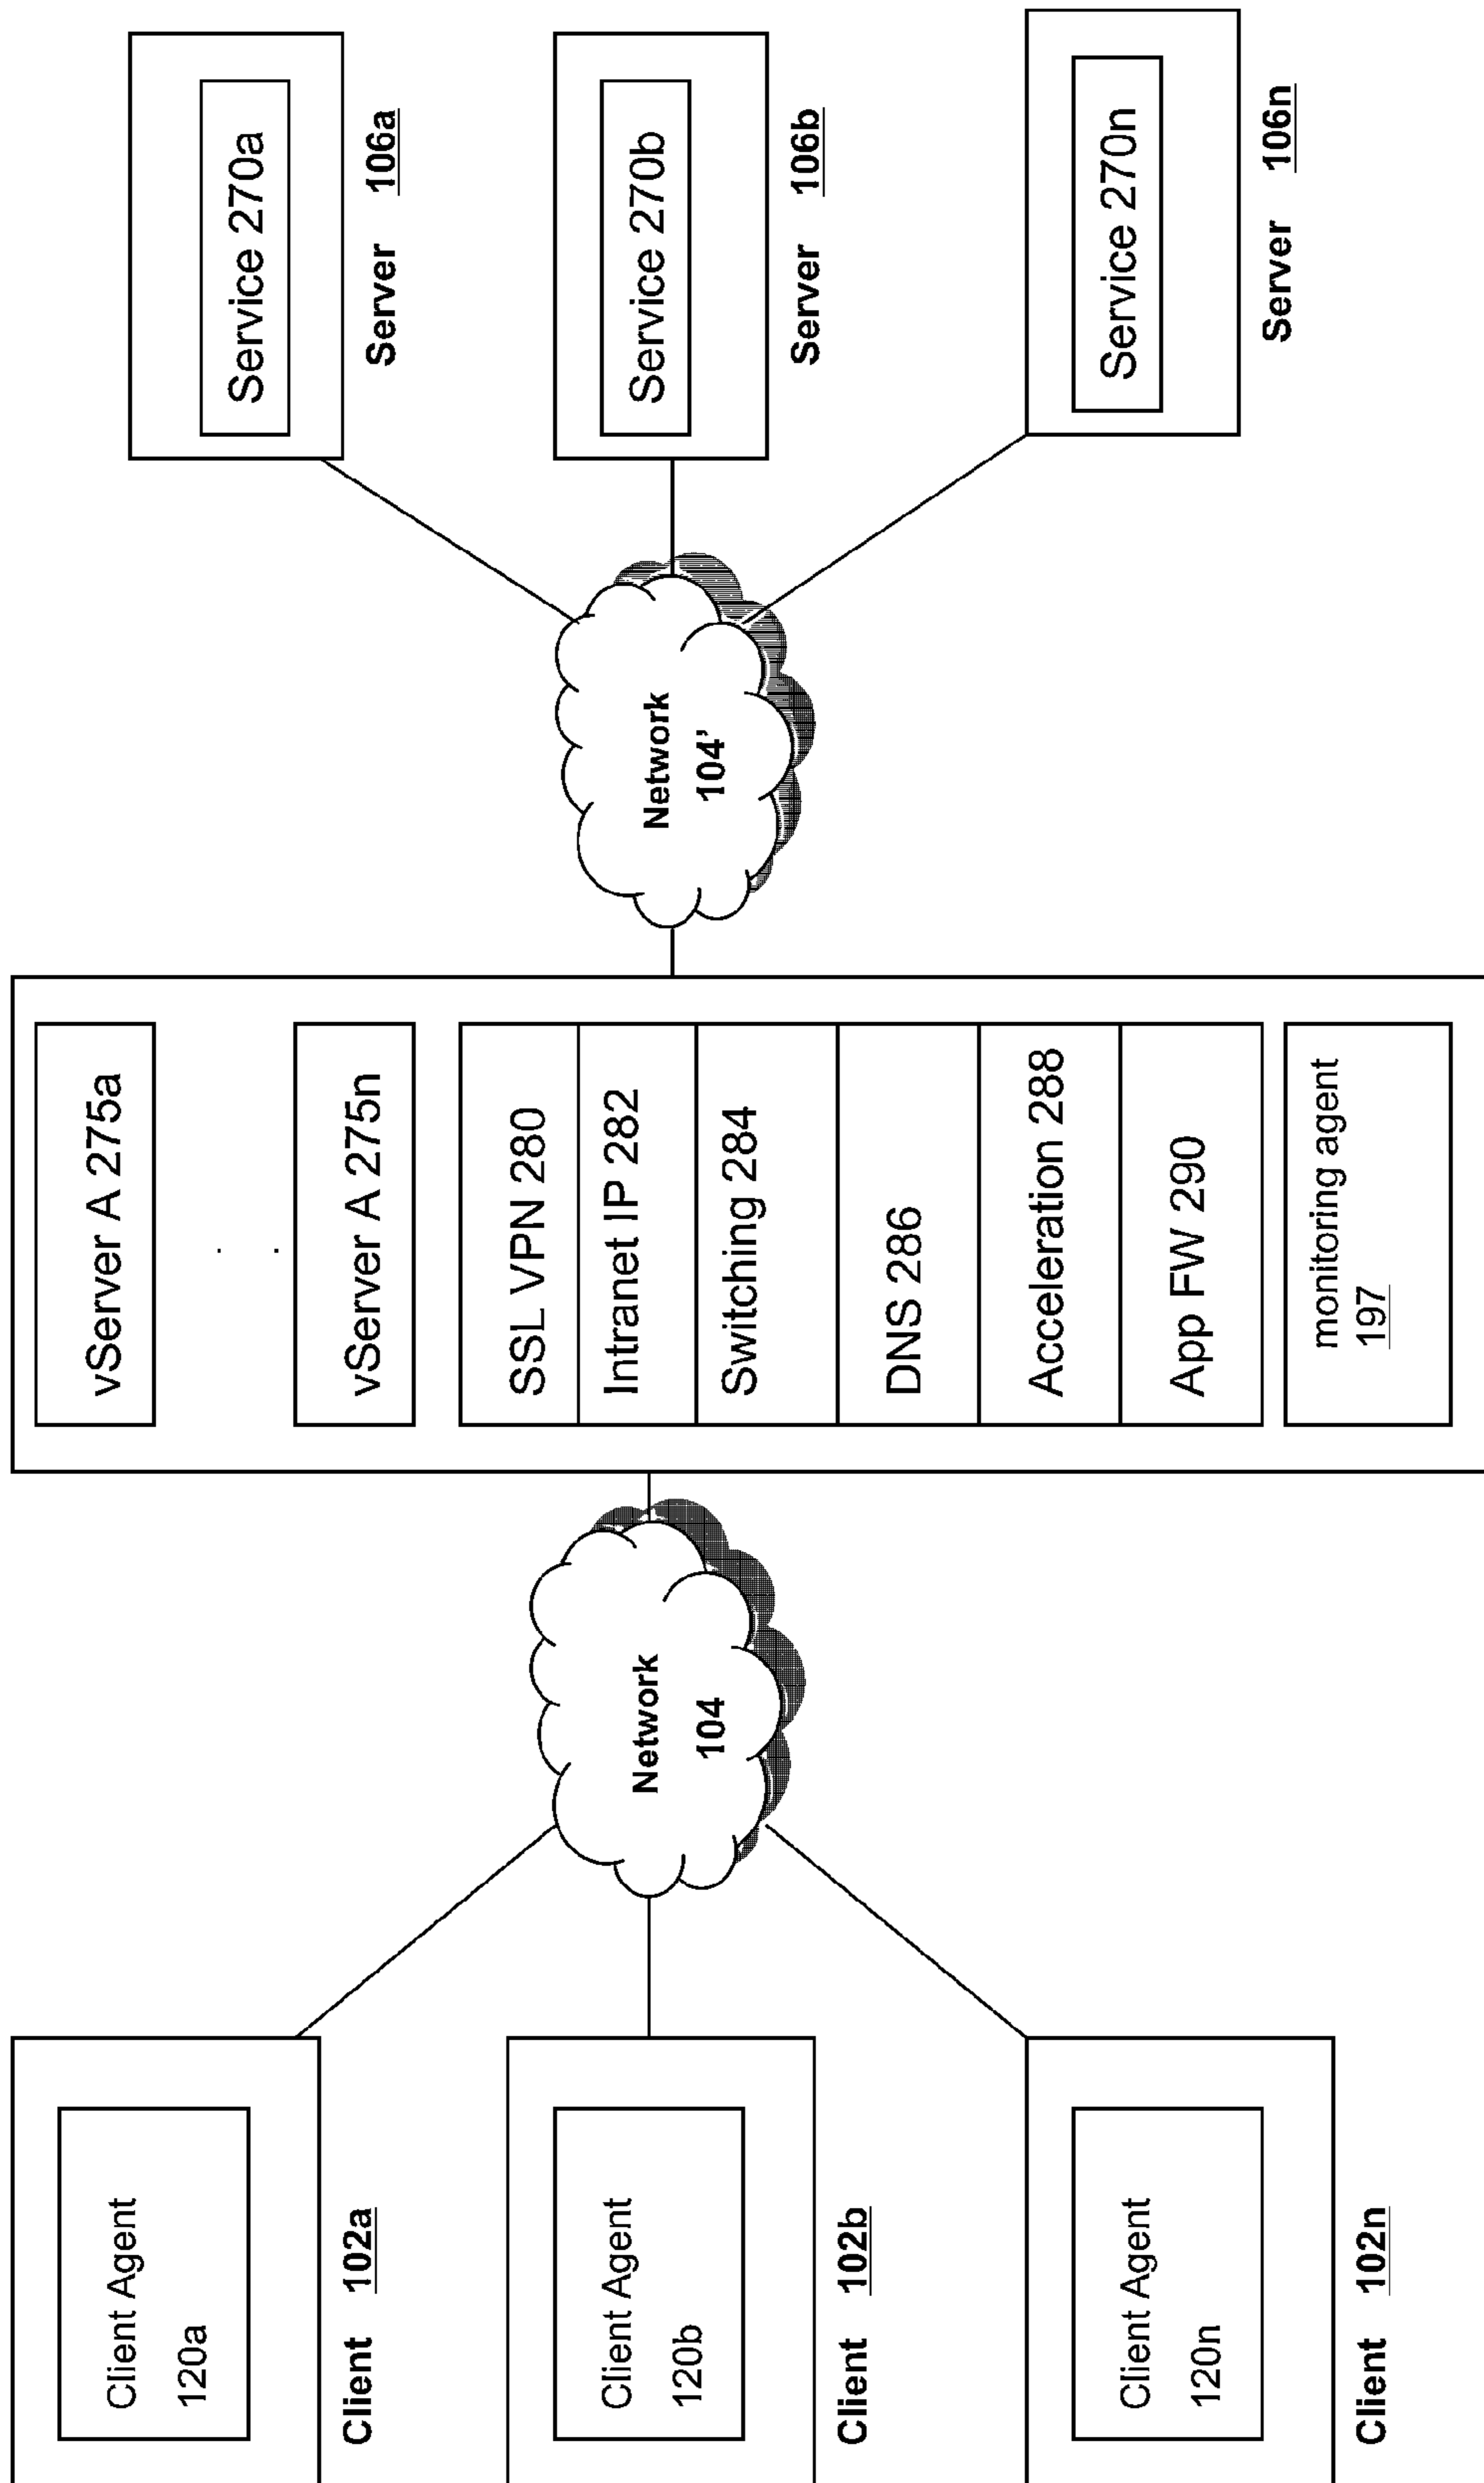 Client Agent
120a
Client 102a
Client Agent
120b
Client 102b
Client Agent
120n
Client 102n
Network
104
vServer A 275a
.
.
vServer A 275n
SSL VPN 280
Intranet IP 282
Switching 284
DNS 286
Acceleration 288
App FW 290
monitoring agent
197
Network
104'
Service 270a
Server 106a
Service 270b
Server 106b
Service 270n
Server 106n